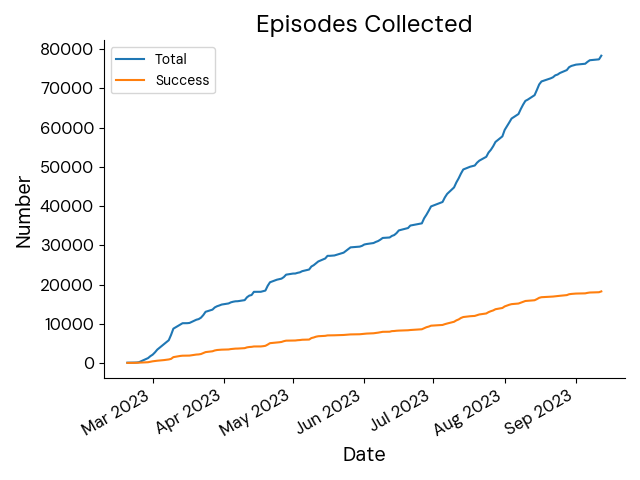 Episodes Collected
Total
Success
80000
70000
60000
50000
40000
30000
20000
10000
0
Number
Mar 2023
Apr 2023
May 2023
Jun 2023
Jul 2023
Aug 2023
Sep 2023
Date